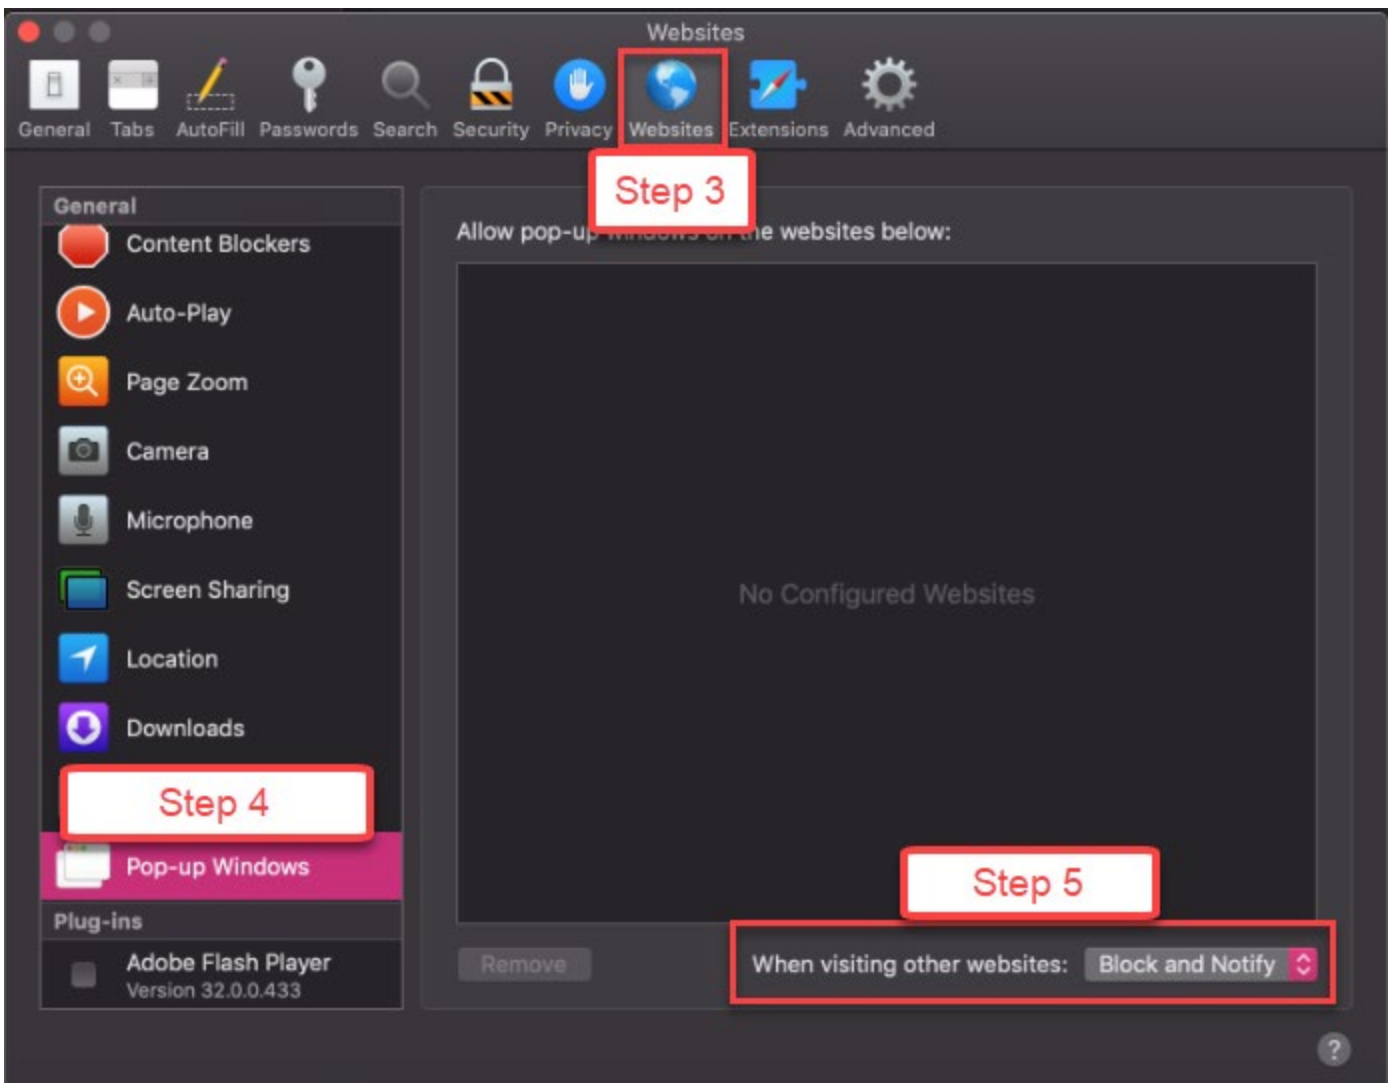 Websites
General Tabs AutoFill Passwords Search Security Privacy Websites Extensions Advanced
Step 3
General
Content Blockers
Auto-Play
Page Zoom
Camera
Microphone
Screen Sharing
Location
Downloads
Step 4
Pop-up Windows
Plug-ins
Adobe Flash Player
Version 32.0.0.433
Allow pop-up windows on the websites below:
No Configured Websites
Step 5
Remove
When visiting other websites: Block and Notify
?